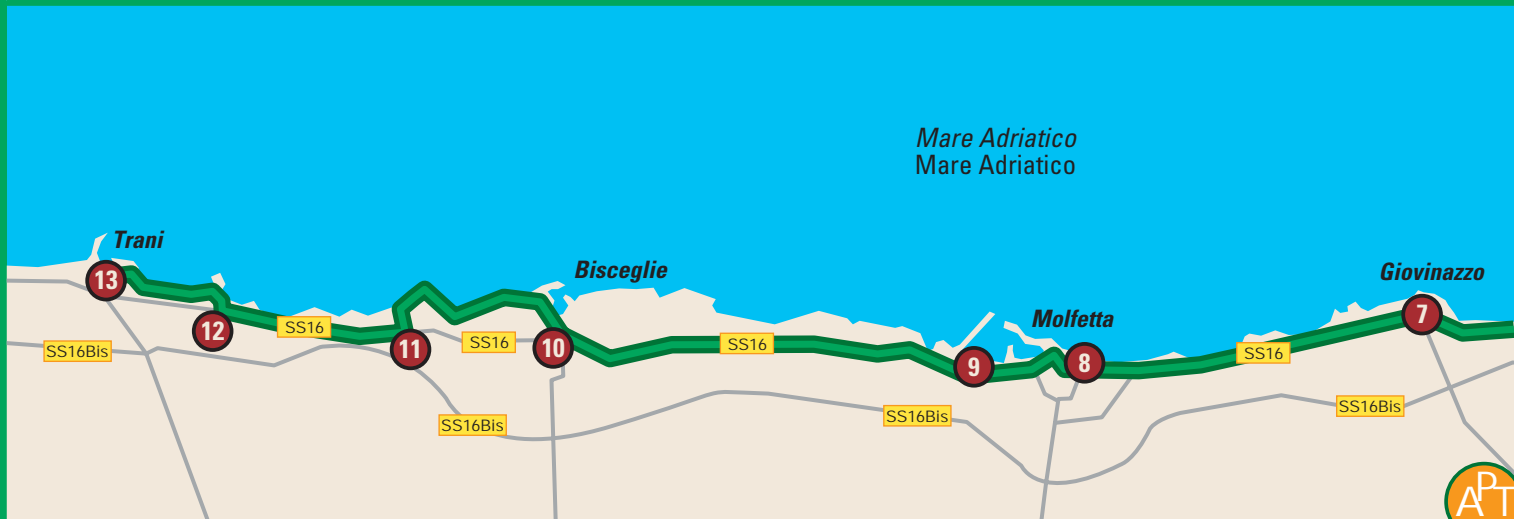 Mare Adriatico
Mare Adriatico
Trani
Bisceglie
Giovinazzo
Molfetta
13
12
SS16
11
SS16
10
SS16
9
8
SS16
7
SS16Bis
SS16Bis
SS16Bis
SS16Bis
APT